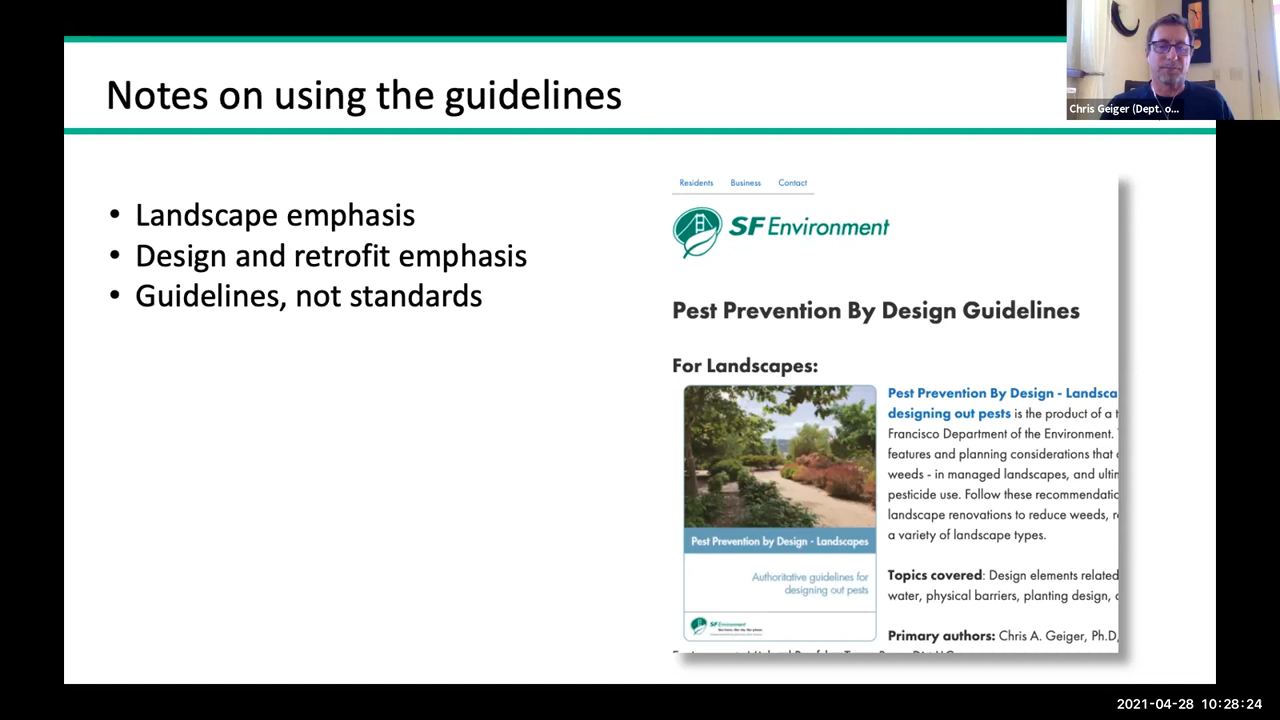 Notes on using the guidelines
Chris Geiger (Dept. o...
• Landscape emphasis
• Design and retrofit emphasis
• Guidelines, not standards
Residents Business Contact
SF Environment
Pest Prevention By Design Guidelines
For Landscapes:
Pest Prevention By Design - Landsca
designing out pests is the product of a
Francisco Department of the Environment.
features and planning considerations that
weeds - in managed landscapes, and
pesticide use. Follow these
landscape renovations to reduce weeds,
a variety of landscape types.
Topics covered: Design elements related
water, physical barriers, planting design,
Primary authors: Chris A. Geiger, Ph.D,
Pest Prevention by Design - Landscapes
Authoritative guidelines for
designing out pests
SF Environment
2021-04-28 10:28:24